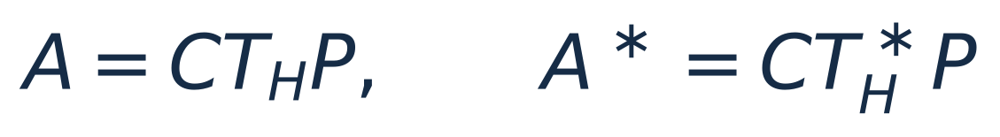 A = CT_H P,    A* = CT_H^* P